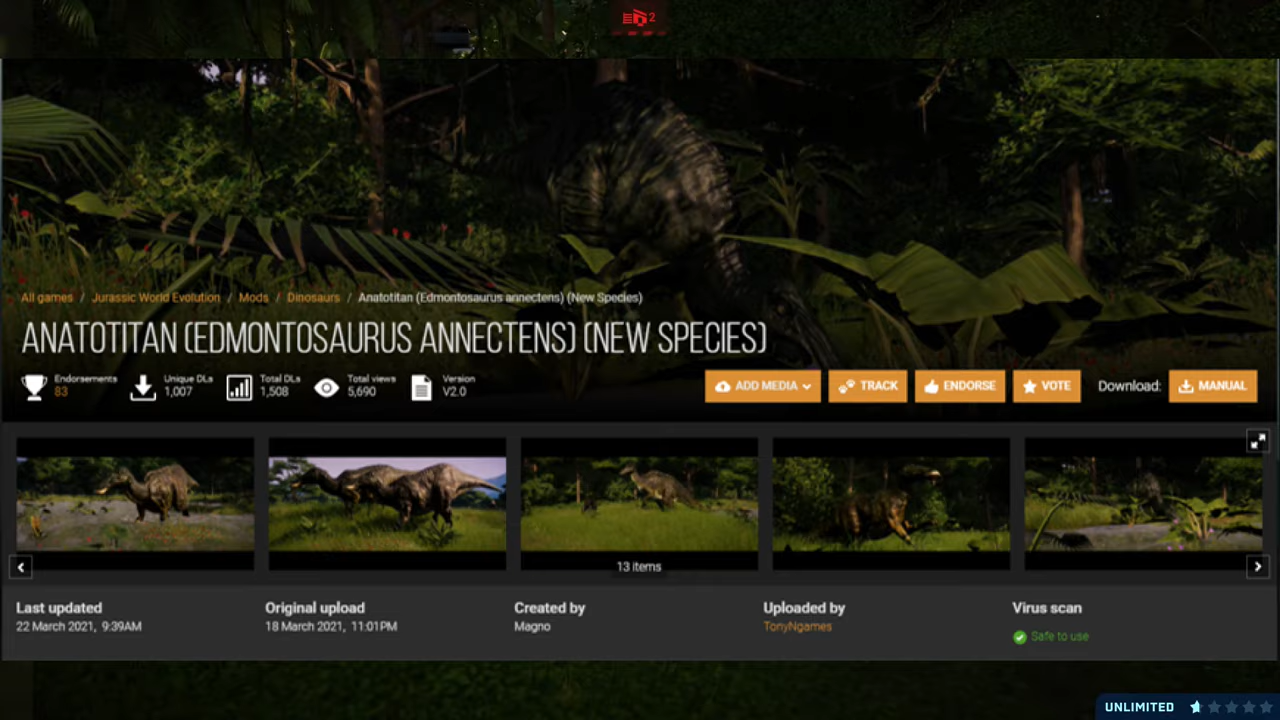 2
All games / Jurassic World Evolution / Mods / Dinosaurs / Anatotitan (Edmontosaurus annectens) (New Species)
ANATOTITAN (EDMONTOSAURUS ANNECTENS) (NEW SPECIES)
Endorsements
83
Unique DLs
1,007
Total DLs
1,508
Total views
5,690
Version
V2.0
ADD MEDIA
TRACK
ENDORSE
VOTE
Download:
MANUAL
13 items
Last updated
22 March 2021, 9:39AM
Original upload
18 March 2021, 11:01PM
Created by
Magno
Uploaded by
TonyNgames
Virus scan
Safe to use
UNLIMITED